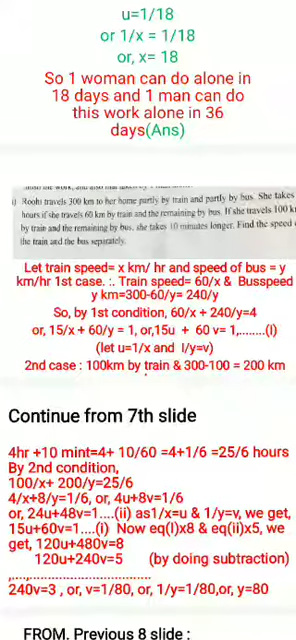 u=1/18
or 1/x = 1/18
or, x= 18
So 1 woman can do alone in
18 days and 1 man can do
this work alone in 36
days(Ans)
Roohi travels 300 km to her home partly by train and partly by bus. She takes
hours if she travels 60 km by train and the remaining by bus. If she travels 100 k
by train and the remaining by bus, she takes 10 minutes longer. Find the speed
the train and the bus separately.
Let train speed= x km/ hr and speed of bus = y
km/hr 1st case. :. Train speed= 60/x & Busspeed
y km=300-60/y= 240/y
So, by 1st condition, 60/x + 240/y=4
or, 15/x + 60/y = 1, or,15u + 60 v= 1,........(I)
(let u=1/x and I/y=v)
2nd case : 100km by train & 300-100 = 200 km
Continue from 7th slide
4hr +10 mint=4+ 10/60 =4+1/6 =25/6 hours
By 2nd condition,
100/x+ 200/y=25/6
4/x+8/y=1/6, or, 4u+8v=1/6
or, 24u+48v=1....(ii) as1/x=u & 1/y=v, we get,
15u+60v=1....(i) Now eq(I)x8 & eq(ii)x5, we
get, 120u+480v=8
120u+240v=5 (by doing subtraction)
240v=3 , or, v=1/80, or, 1/y=1/80,or, y=80
FROM. Previous 8 slide :